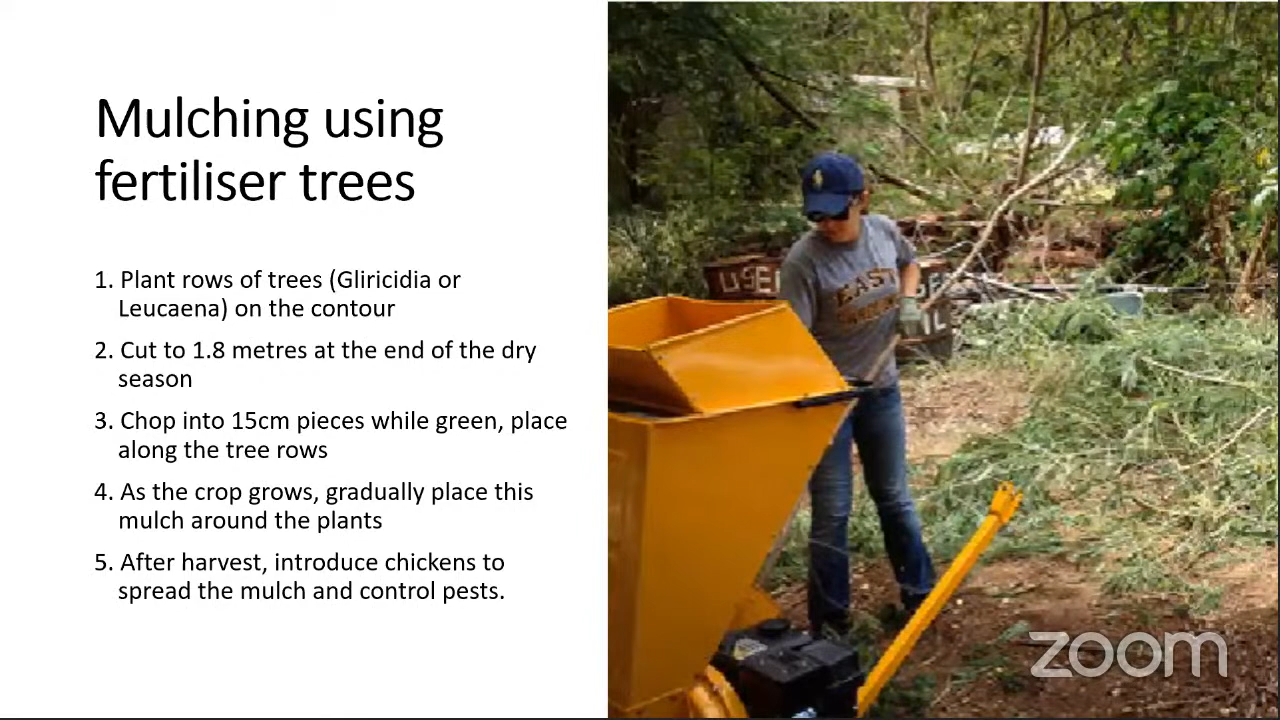 Mulching using
fertiliser trees
1. Plant rows of trees (Gliricidia or
Leucaena) on the contour
2. Cut to 1.8 metres at the end of the dry
season
3. Chop into 15cm pieces while green, place
along the tree rows
4. As the crop grows, gradually place this
mulch around the plants
5. After harvest, introduce chickens to
spread the mulch and control pests.
EAST
zoom